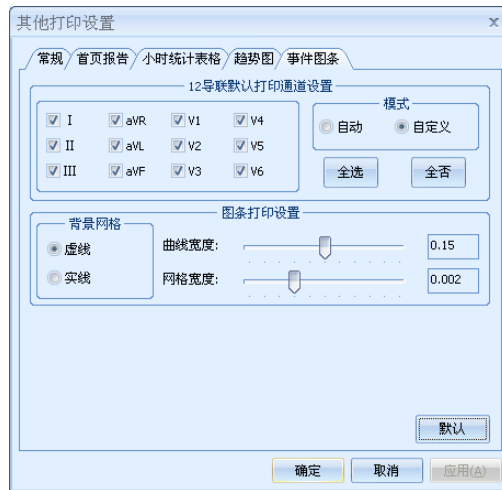 其他打印设置 x
常规 首页报告 小时统计表格 趋势图 事件图条
12导联默认打印通道设置
模式
I aVR V1 V4
自动 自定义
II aVL V2 V5
III aVF V3 V6
全选 全否
图条打印设置
背景网格
虚线 曲线宽度: 0.15
实线 网格宽度: 0.002
默认
确定 取消 应用(A)